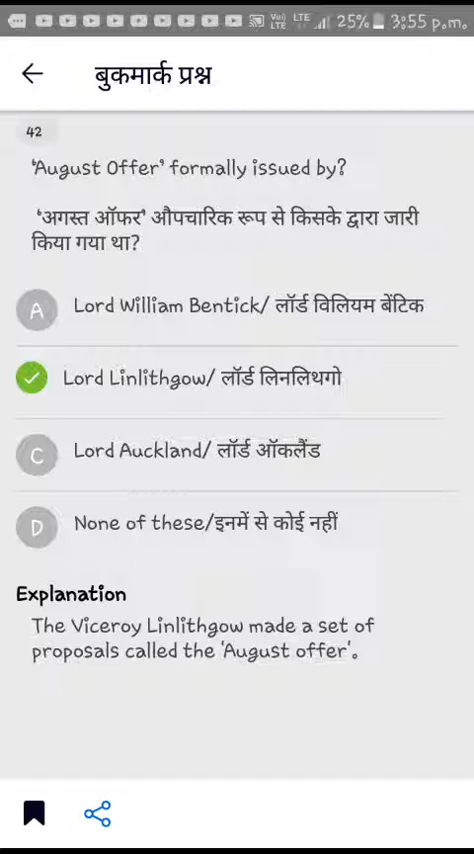 Vo)) LTE LTE 25% 3:55 p.m.
बुकमार्क प्रश्न
42
'August Offer' formally issued by?
'अगस्त ऑफर' औपचारिक रूप से किसके द्वारा जारी
किया गया था?
A Lord William Bentick/ लॉर्ड विलियम बेंटिक
Lord Linlithgow/ लॉर्ड लिनलिथगो
C Lord Auckland/ लॉर्ड ऑकलैंड
D None of these/इनमें से कोई नहीं
Explanation
The Viceroy Linlithgow made a set of
proposals called the 'August offer'.